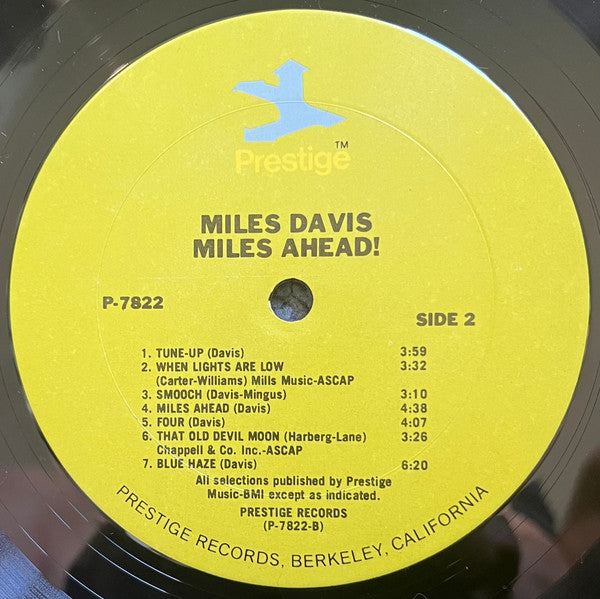 Prestige™
MILES DAVIS
MILES AHEAD!
P-7822
SIDE 2
1. TUNE-UP (Davis) 3:59
2. WHEN LIGHTS ARE LOW 3:32
(Carter-Williams) Mills Music-ASCAP
3. SMOOCH (Davis-Mingus) 3:10
4. MILES AHEAD (Davis) 4:38
5. FOUR (Davis) 4:07
6. THAT OLD DEVIL MOON (Harberg-Lane) 3:26
Chappell & Co. Inc.-ASCAP
7. BLUE HAZE (Davis) 6:20
All selections published by Prestige
Music-BMI except as indicated.
PRESTIGE RECORDS
(P-7822-B)
PRESTIGE RECORDS, BERKELEY, CALIFORNIA